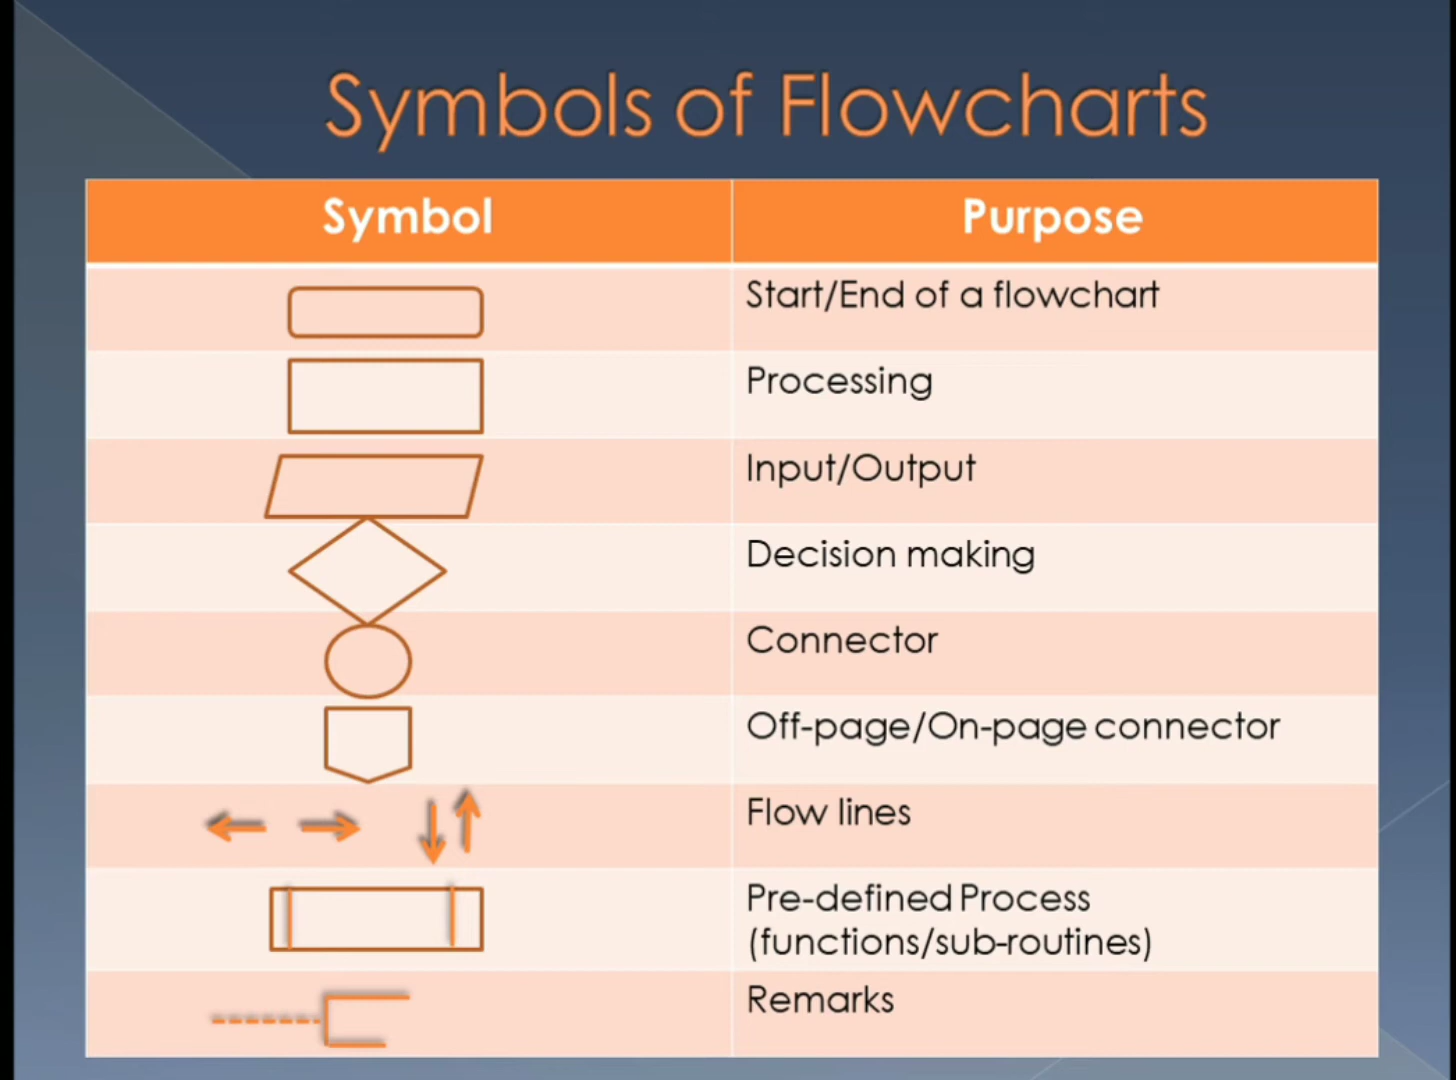 Symbols of Flowcharts
Symbol
Purpose
Start/End of a flowchart
Processing
Input/Output
Decision making
Connector
Off-page/On-page connector
Flow lines
Pre-defined Process
(functions/sub-routines)
Remarks